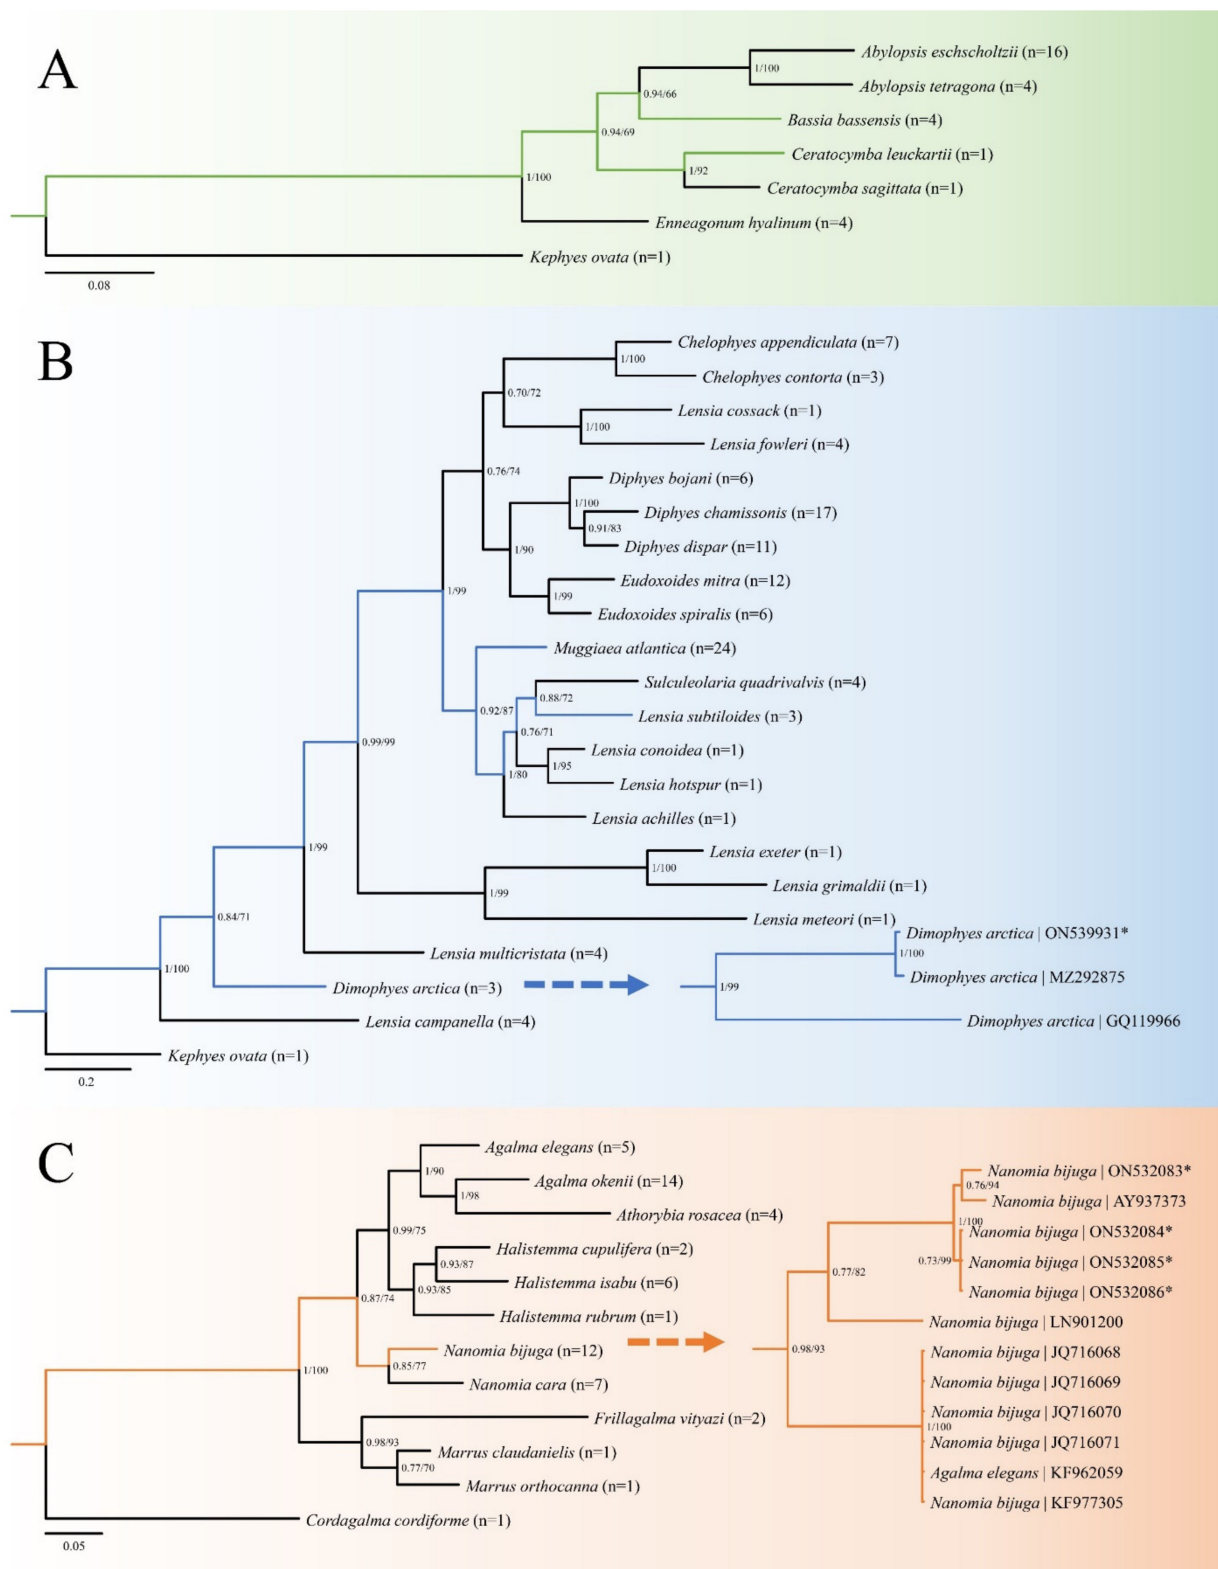 A
Abylopsis eschscholtzii (n=16)
1/100
Abylopsis tetragona (n=4)
0.94/66
Bassia bassensis (n=4)
0.94/69
Ceratocymba leuckartii (n=1)
1/92
1/100
Ceratocymba sagittata (n=1)
Enneagonum hyalinum (n=4)
Kephyes ovata (n=1)
0.08
B
Chelophyes appendiculata (n=7)
1/100
Chelophyes contorta (n=3)
0.70/72
Lensia cossack (n=1)
1/100
Lensia fowleri (n=4)
0.76/74
Diphyes bojani (n=6)
1/100
Diphyes chamissonis (n=17)
0.91/83
Diphyes dispar (n=11)
1/90
Eudoxoides mitra (n=12)
1/99
1/99
Eudoxoides spiralis (n=6)
Muggiaea atlantica (n=24)
Sulculeolaria quadrivalvis (n=4)
0.88/72
0.92/87
Lensia subtiloides (n=3)
0.76/71
0.99/99
Lensia conoidea (n=1)
1/95
1/80
Lensia hotspur (n=1)
Lensia achilles (n=1)
1/99
Lensia exeter (n=1)
1/100
Lensia grimaldii (n=1)
1/99
0.84/71
Lensia meteori (n=1)
Dimophyes arctica | ON539931*
Lensia multicristata (n=4)
1/100
1/100
Dimophyes arctica | MZ292875
Dimophyes arctica (n=3)
1/99
Lensia campanella (n=4)
Dimophyes arctica | GQ119966
Kephyes ovata (n=1)
0.2
C
Agalma elegans (n=5)
1/90
Agalma okenii (n=14)
1/98
Athorybia rosacea (n=4)
0.99/75
Halistemma cupulifera (n=2)
0.93/87
Halistemma isabu (n=6)
0.93/85
0.87/74
Halistemma rubrum (n=1)
Nanomia bijuga (n=12)
0.85/77
1/100
Nanomia cara (n=7)
Frillagalma vityazi (n=2)
0.98/93
Marrus claudanielis (n=1)
0.77/70
Marrus orthocanna (n=1)
Cordagalma cordiforme (n=1)
0.05
Nanomia bijuga | ON532083*
0.76/94
Nanomia bijuga | AY937373
1/100
Nanomia bijuga | ON532084*
0.73/99
Nanomia bijuga | ON532085*
0.77/82
Nanomia bijuga | ON532086*
Nanomia bijuga | LN901200
0.98/93
Nanomia bijuga | JQ716068
Nanomia bijuga | JQ716069
Nanomia bijuga | JQ716070
1/100
Nanomia bijuga | JQ716071
Agalma elegans | KF962059
Nanomia bijuga | KF977305